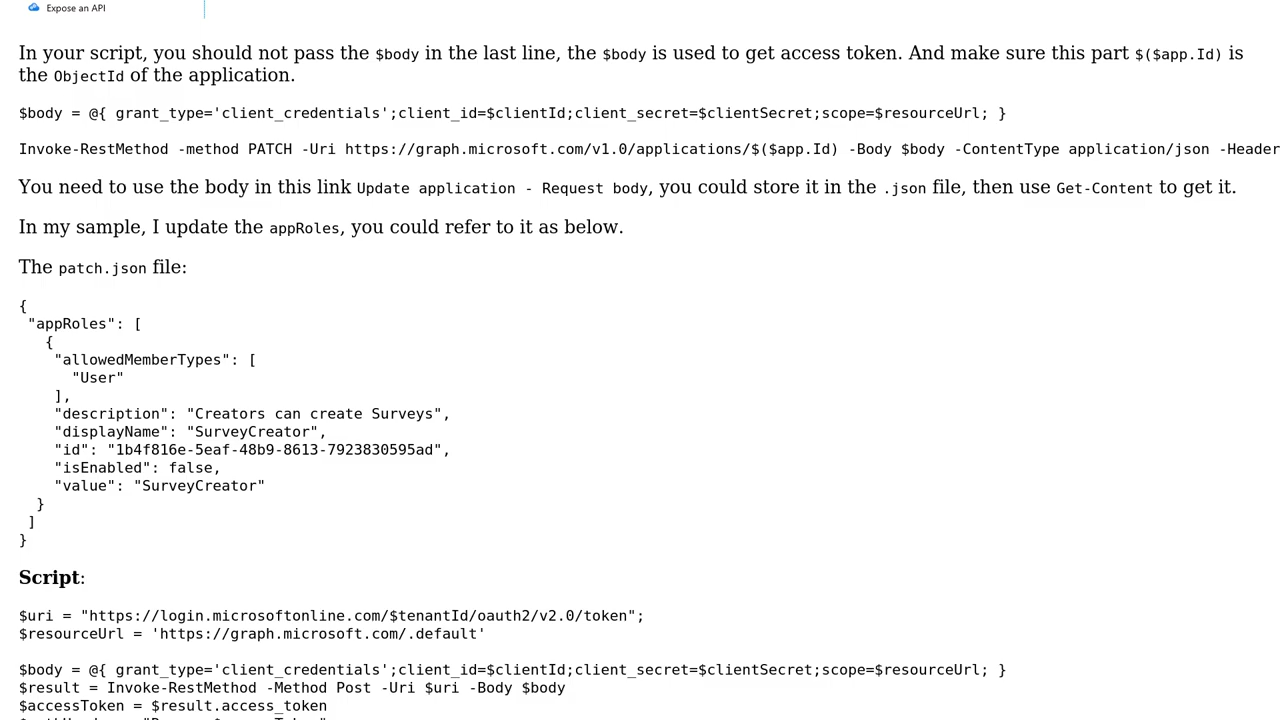 Expose an API
In your script, you should not pass the $body in the last line, the $body is used to get access token. And make sure this part $($app.Id) is
the ObjectId of the application.
$body = @{ grant_type='client_credentials';client_id=$clientId;client_secret=$clientSecret;scope=$resourceUrl; }
Invoke-RestMethod -method PATCH -Uri https://graph.microsoft.com/v1.0/applications/$($app.Id) -Body $body -ContentType application/json -Header
You need to use the body in this link Update application - Request body, you could store it in the .json file, then use Get-Content to get it.
In my sample, I update the appRoles, you could refer to it as below.
The patch.json file:
{
"appRoles": [
{
"allowedMemberTypes": [
"User"
],
"description": "Creators can create Surveys",
"displayName": "SurveyCreator",
"id": "1b4f816e-5eaf-48b9-8613-7923830595ad",
"isEnabled": false,
"value": "SurveyCreator"
}
]
}
Script:
$uri = "https://login.microsoftonline.com/$tenantId/oauth2/v2.0/token";
$resourceUrl = 'https://graph.microsoft.com/.default'
$body = @{ grant_type='client_credentials';client_id=$clientId;client_secret=$clientSecret;scope=$resourceUrl; }
$result = Invoke-RestMethod -Method Post -Uri $uri -Body $body
$accessToken = $result.access_token